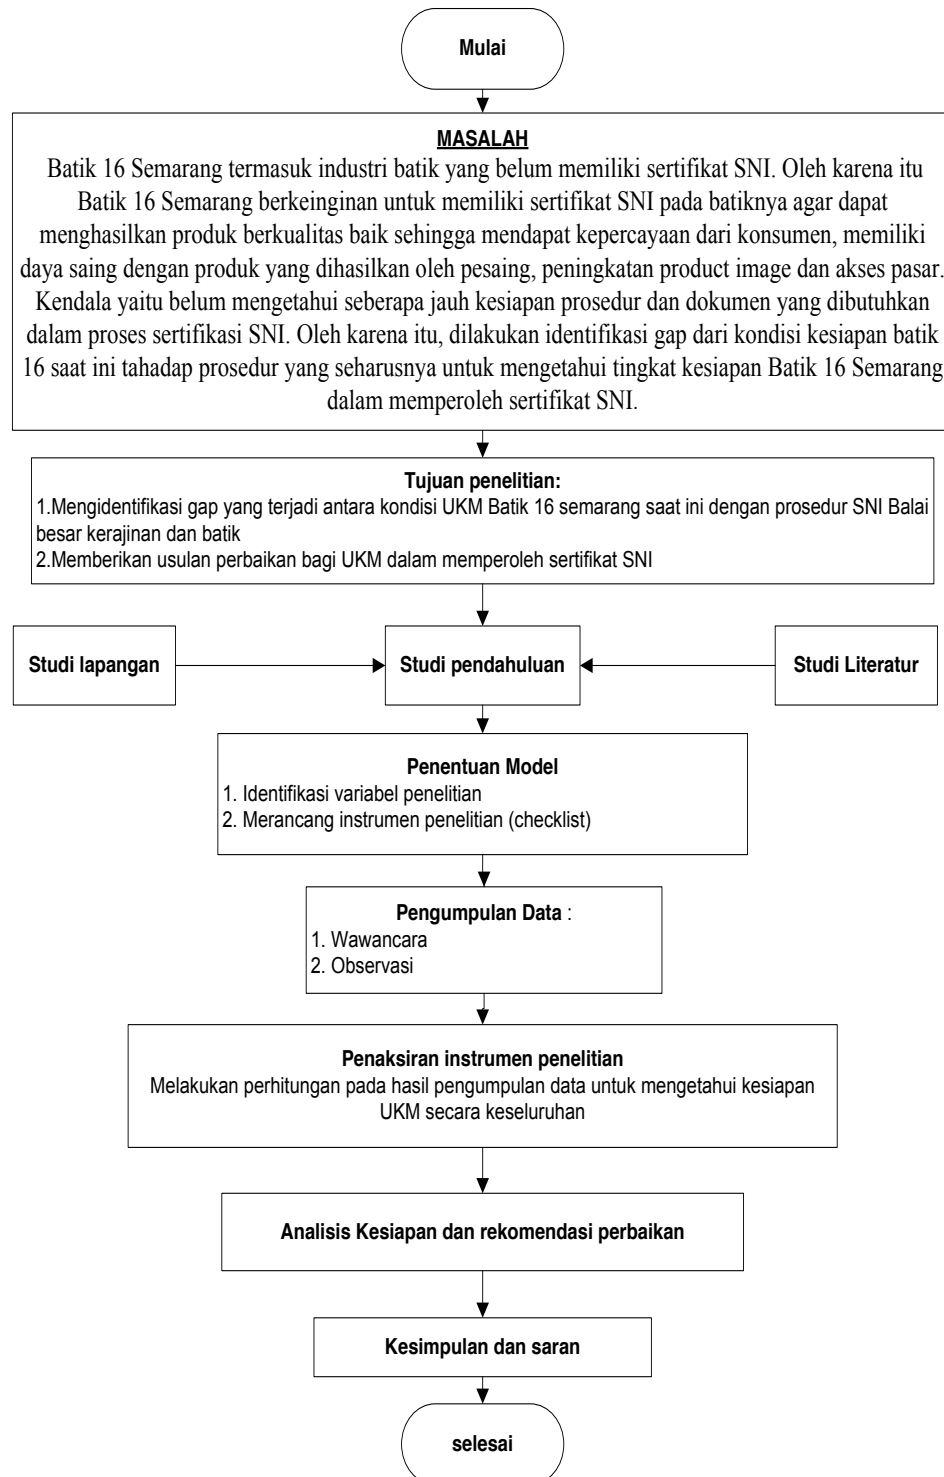 Mulai
MASALAH
Batik 16 Semarang termasuk industri batik yang belum memiliki sertifikat SNI. Oleh karena itu
Batik 16 Semarang berkeinginan untuk memiliki sertifikat SNI pada batiknya agar dapat
menghasilkan produk berkualitas baik sehingga mendapat kepercayaan dari konsumen, memiliki
daya saing dengan produk yang dihasilkan oleh pesaing, peningkatan product image dan akses pasar.
Kendala yaitu belum mengetahui seberapa jauh kesiapan prosedur dan dokumen yang dibutuhkan
dalam proses sertifikasi SNI. Oleh karena itu, dilakukan identifikasi gap dari kondisi kesiapan batik
16 saat ini tahadap prosedur yang seharusnya untuk mengetahui tingkat kesiapan Batik 16 Semarang
dalam memperoleh sertifikat SNI.
Tujuan penelitian:
1.Mengidentifikasi gap yang terjadi antara kondisi UKM Batik 16 semarang saat ini dengan prosedur SNI Balai
besar kerajinan dan batik
2.Memberikan usulan perbaikan bagi UKM dalam memperoleh sertifikat SNI
Studi lapangan
Studi pendahuluan
Studi Literatur
Penentuan Model
1. Identifikasi variabel penelitian
2. Merancang instrumen penelitian (checklist)
Pengumpulan Data :
1. Wawancara
2. Observasi
Penaksiran instrumen penelitian
Melakukan perhitungan pada hasil pengumpulan data untuk mengetahui kesiapan
UKM secara keseluruhan
Analisis Kesiapan dan rekomendasi perbaikan
Kesimpulan dan saran
selesai